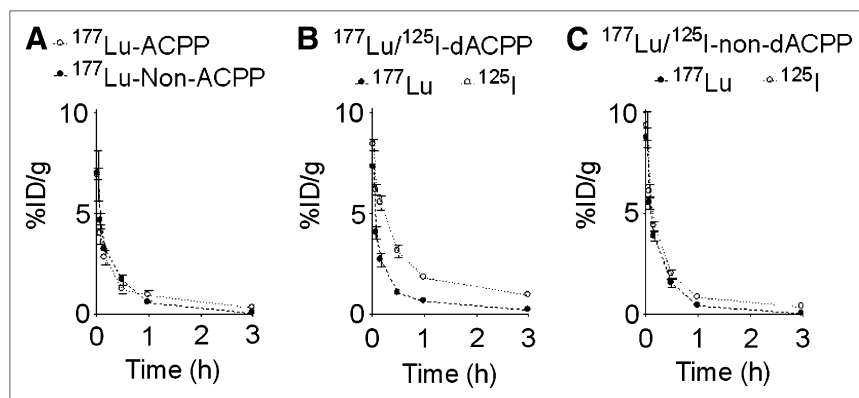 A ¹⁷⁷Lu-ACPP
¹⁷⁷Lu-Non-ACPP
%ID/g
10
5
0
0 1 2 3
Time (h)
B ¹⁷⁷Lu/¹²⁵I-dACPP
¹⁷⁷Lu ¹²⁵I
%ID/g
10
5
0
0 1 2 3
Time (h)
C ¹⁷⁷Lu/¹²⁵I-non-dACPP
¹⁷⁷Lu ¹²⁵I
%ID/g
10
5
0
0 1 2 3
Time (h)